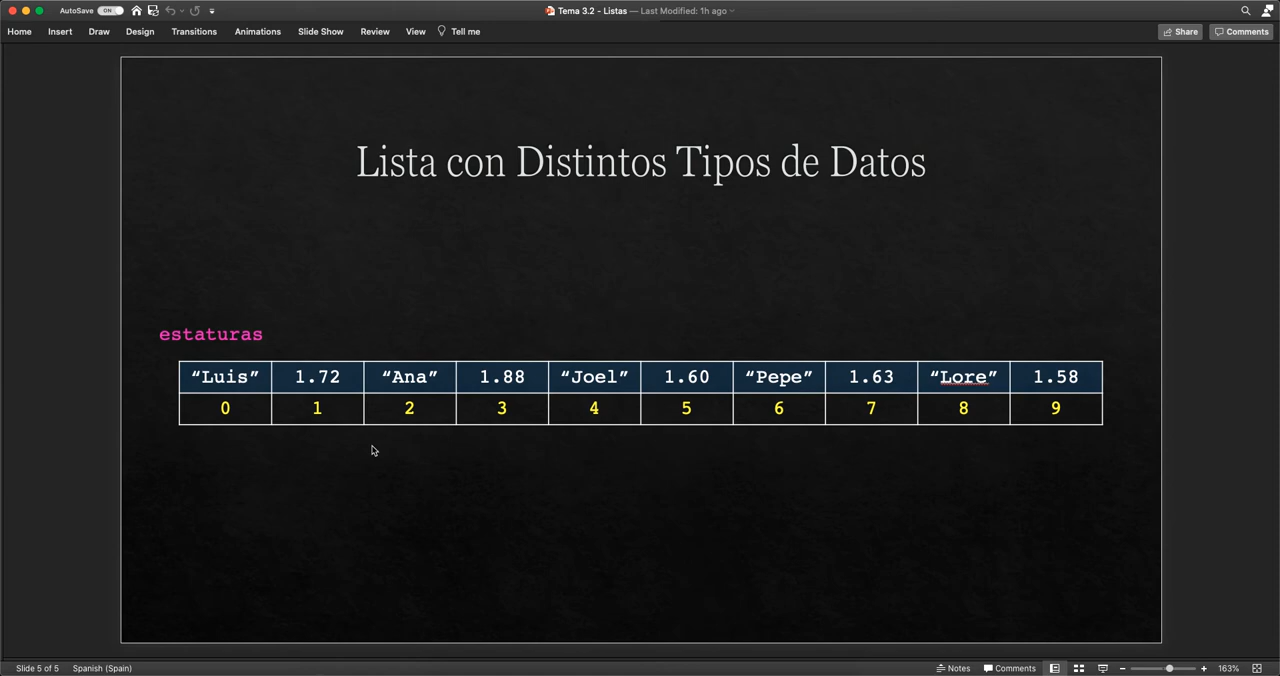 AutoSave ON Tema 3.2 - Listas — Last Modified: 1h ago
Home Insert Draw Design Transitions Animations Slide Show Review View Tell me Share Comments
Lista con Distintos Tipos de Datos
estaturas
“Luis” 1.72 “Ana” 1.88 “Joel” 1.60 “Pepe” 1.63 “Lore” 1.58
0 1 2 3 4 5 6 7 8 9
Slide 5 of 5 Spanish (Spain) Notes Comments 163%